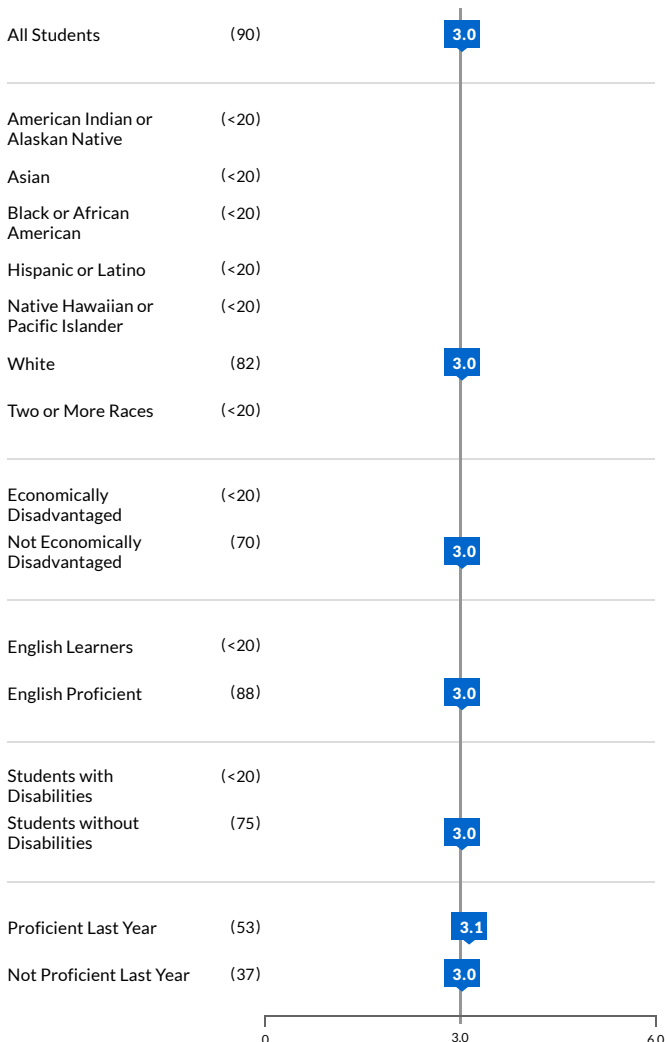 All Students (90) 3.0
American Indian or (<20)
Alaskan Native
Asian (<20)
Black or African (<20)
American
Hispanic or Latino (<20)
Native Hawaiian or (<20)
Pacific Islander
White (82) 3.0
Two or More Races (<20)
Economically (<20)
Disadvantaged
Not Economically (70) 3.0
Disadvantaged
English Learners (<20)
English Proficient (88) 3.0
Students with (<20)
Disabilities
Students without (75) 3.0
Disabilities
Proficient Last Year (53) 3.1
Not Proficient Last Year (37) 3.0
0 3.0 6.0